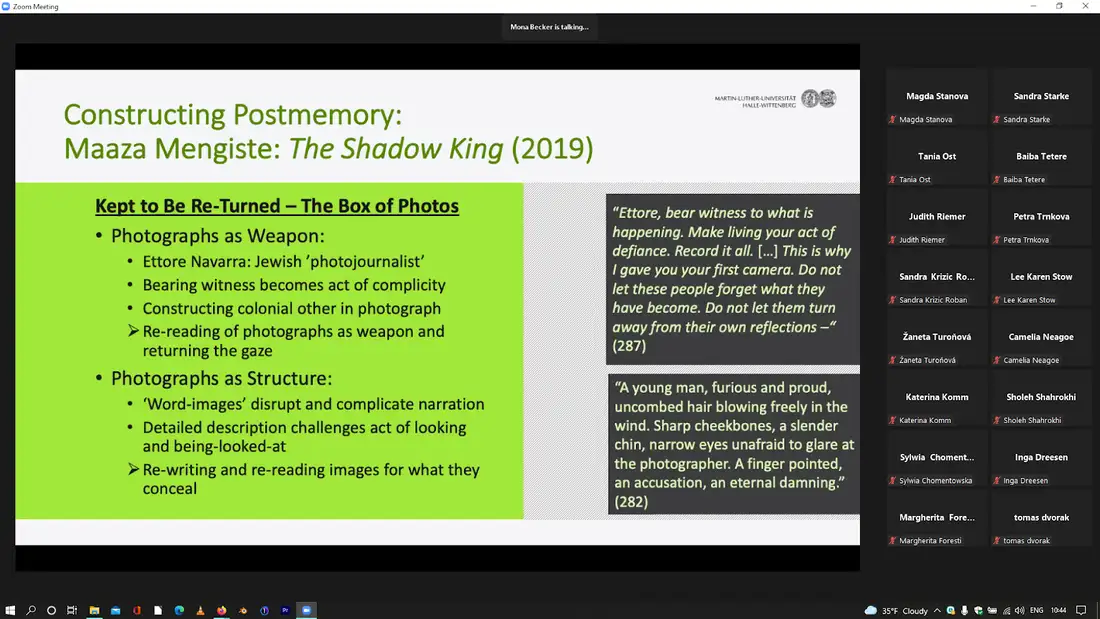 Zoom Meeting
Mona Becker is talking...
MARTIN-LUTHER-UNIVERSITÄT
HALLE-WITTENBERG
Constructing Postmemory:
Maaza Mengiste: The Shadow King (2019)
Kept to Be Re-Turned – The Box of Photos
• Photographs as Weapon:
• Ettore Navarra: Jewish ’photojournalist’
• Bearing witness becomes act of complicity
• Constructing colonial other in photograph
➢ Re-reading of photographs as weapon and
returning the gaze
• Photographs as Structure:
• ‘Word-images’ disrupt and complicate narration
• Detailed description challenges act of looking
and being-looked-at
➢ Re-writing and re-reading images for what they
conceal
“Ettore, bear witness to what is
happening. Make living your act of
defiance. Record it all. […] This is why
I gave you your first camera. Do not
let these people forget what they
have become. Do not let them turn
away from their own reflections –“
(287)
“A young man, furious and proud,
uncombed hair blowing freely in the
wind. Sharp cheekbones, a slender
chin, narrow eyes unafraid to glare at
the photographer. A finger pointed,
an accusation, an eternal damning.”
(282)
Magda Stanova
Magda Stanova
Sandra Starke
Sandra Starke
Tania Ost
Tania Ost
Baiba Tetere
Baiba Tetere
Judith Riemer
Judith Riemer
Petra Trnkova
Petra Trnkova
Sandra Krizic Ro...
Sandra Krizic Roban
Lee Karen Stow
Lee Karen Stow
Žaneta Turoňová
Žaneta Turoňová
Camelia Neagoe
Camelia Neagoe
Katerina Komm
Katerina Komm
Sholeh Shahrokhi
Sholeh Shahrokhi
Sylwia Choment...
Sylwia Chomentowska
Inga Dreesen
Inga Dreesen
Margherita Fore...
Margherita Foresti
tomas dvorak
tomas dvorak
35°F Cloudy
ENG
10:44